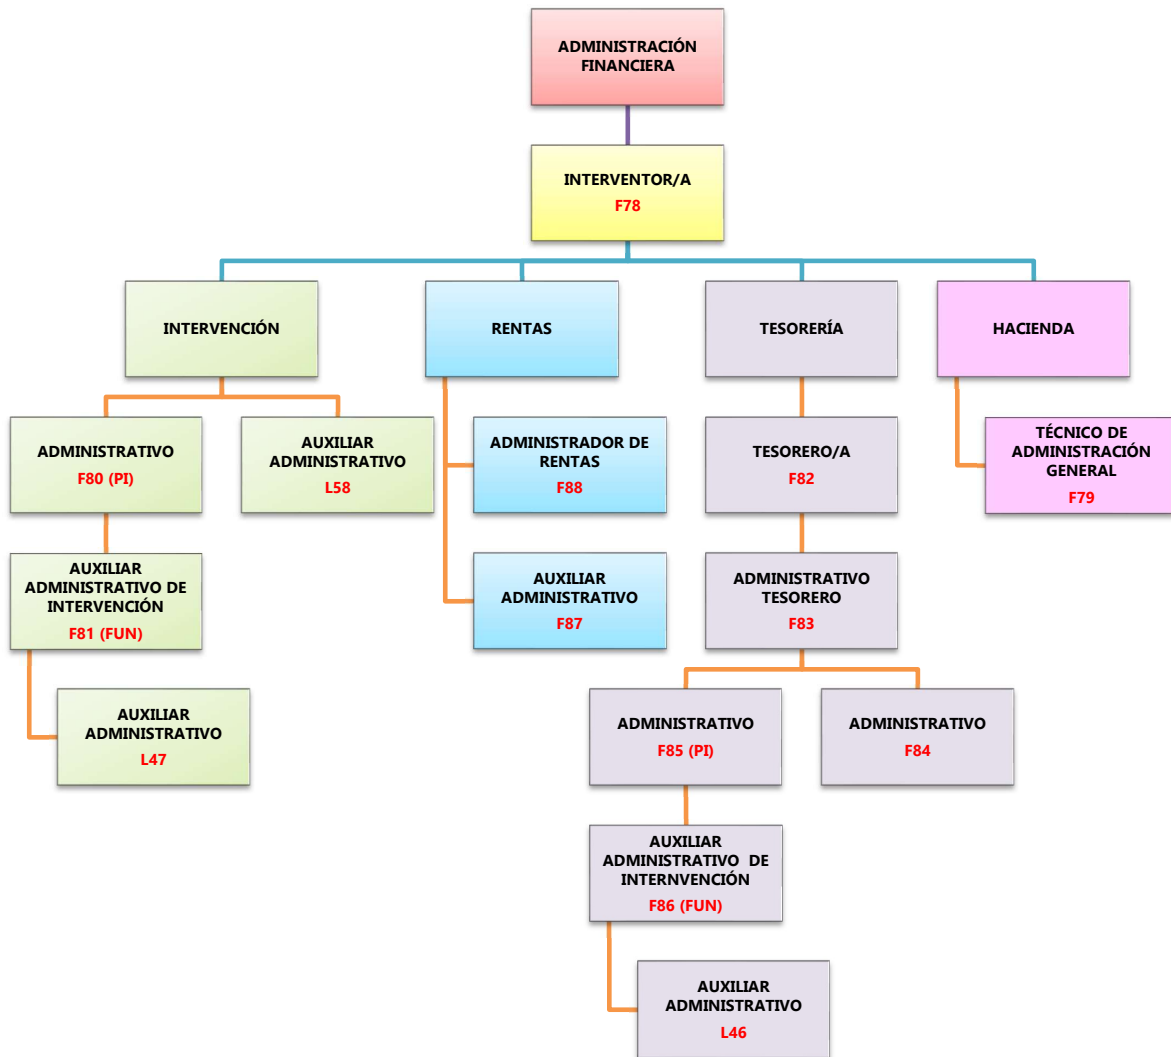 ADMINISTRACIÓN
FINANCIERA
INTERVENTOR/A
F78
INTERVENCIÓN
RENTAS
TESORERÍA
HACIENDA
ADMINISTRATIVO
F80 (PI)
AUXILIAR
ADMINISTRATIVO
L58
ADMINISTRADOR DE
RENTAS
F88
TESORERO/A
F82
TÉCNICO DE
ADMINISTRACIÓN
GENERAL
F79
AUXILIAR
ADMINISTRATIVO DE
INTERVENCIÓN
F81 (FUN)
AUXILIAR
ADMINISTRATIVO
F87
ADMINISTRATIVO
TESORERO
F83
AUXILIAR
ADMINISTRATIVO
L47
ADMINISTRATIVO
F85 (PI)
ADMINISTRATIVO
F84
AUXILIAR
ADMINISTRATIVO DE
INTERNVENCIÓN
F86 (FUN)
AUXILIAR
ADMINISTRATIVO
L46